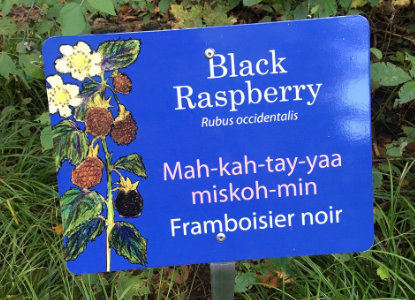 Black
Raspberry
Rubus occidentalis
Mah-kah-tay-yaa
miskoh-min
Framboisier noir